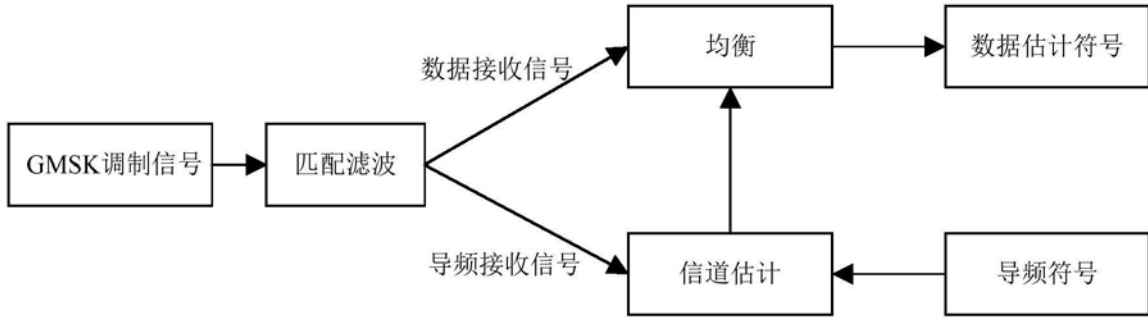 均衡
数据估计符号
数据接收信号
GMSK调制信号
匹配滤波
导频接收信号
信道估计
导频符号